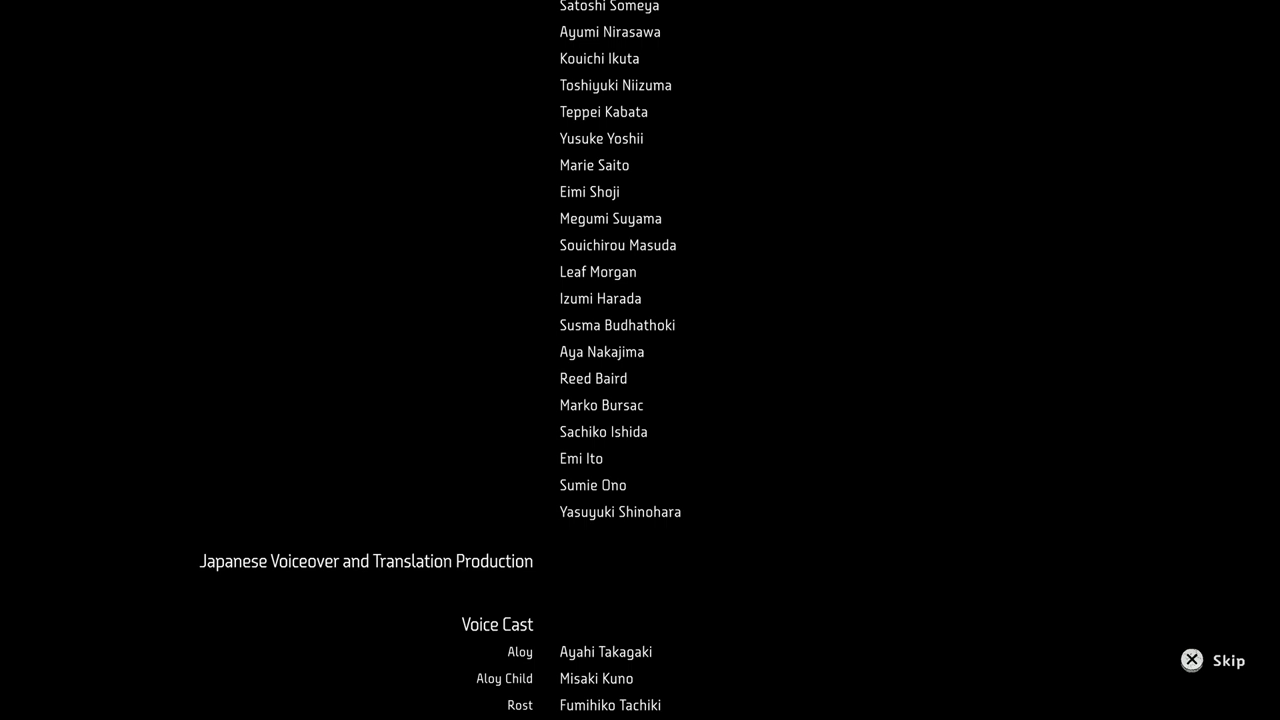 Satoshi Someya
Ayumi Nirasawa
Kouichi Ikuta
Toshiyuki Niizuma
Teppei Kabata
Yusuke Yoshii
Marie Saito
Eimi Shoji
Megumi Suyama
Souichirou Masuda
Leaf Morgan
Izumi Harada
Susma Budhathoki
Aya Nakajima
Reed Baird
Marko Bursac
Sachiko Ishida
Emi Ito
Sumie Ono
Yasuyuki Shinohara
Japanese Voiceover and Translation Production
Voice Cast
Aloy Ayahi Takagaki
Aloy Child Misaki Kuno
Rost Fumihiko Tachiki
Skip